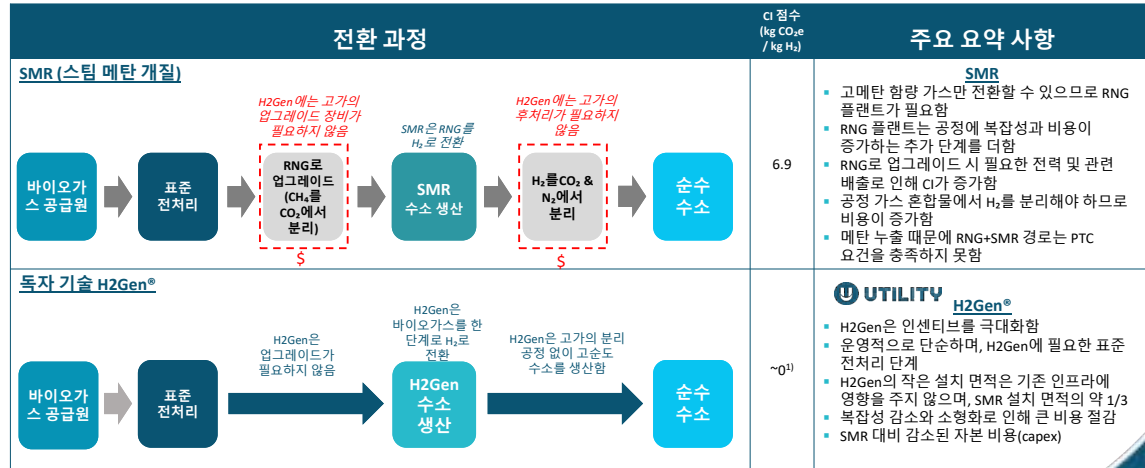 전환 과정
CI 점수
(kg CO₂e
/ kg H₂)
주요 요약 사항
SMR (스팀 메탄 개질)
H2Gen에는 고가의
업그레이드 장비가
필요하지 않음
SMR은 RNG를
H₂로 전환
H2Gen에는 고가의
후처리가 필요하지
않음
바이오가
스 공급원
표준
전처리
RNG로
업그레이드
(CH₄를
CO₂에서
분리)
SMR
수소 생산
H₂를CO₂ &
N₂에서
분리
순수
수소
$
$
6.9
SMR
▪ 고메탄 함량 가스만 전환할 수 있으므로 RNG
플랜트가 필요함
▪ RNG 플랜트는 공정에 복잡성과 비용이
증가하는 추가 단계를 더함
▪ RNG로 업그레이드 시 필요한 전력 및 관련
배출로 인해 CI가 증가함
▪ 공정 가스 혼합물에서 H₂를 분리해야 하므로
비용이 증가함
▪ 메탄 누출 때문에 RNG+SMR 경로는 PTC
요건을 충족하지 못함
독자 기술 H2Gen®
H2Gen은
업그레이드가
필요하지 않음
H2Gen은
바이오가스를 한
단계로 H₂로
전환
H2Gen은 고가의 분리
공정 없이 고순도
수소를 생산함
바이오가
스 공급원
표준
전처리
H2Gen
수소
생산
순수
수소
~0¹⁾
UTILITY
H2Gen®
▪ H2Gen은 인센티브를 극대화함
▪ 운영적으로 단순하며, H2Gen에 필요한 표준
전처리 단계
▪ H2Gen의 작은 설치 면적은 기존 인프라에
영향을 주지 않으며, SMR 설치 면적의 약 1/3
▪ 복잡성 감소와 소형화로 인해 큰 비용 절감
▪ SMR 대비 감소된 자본 비용(capex)